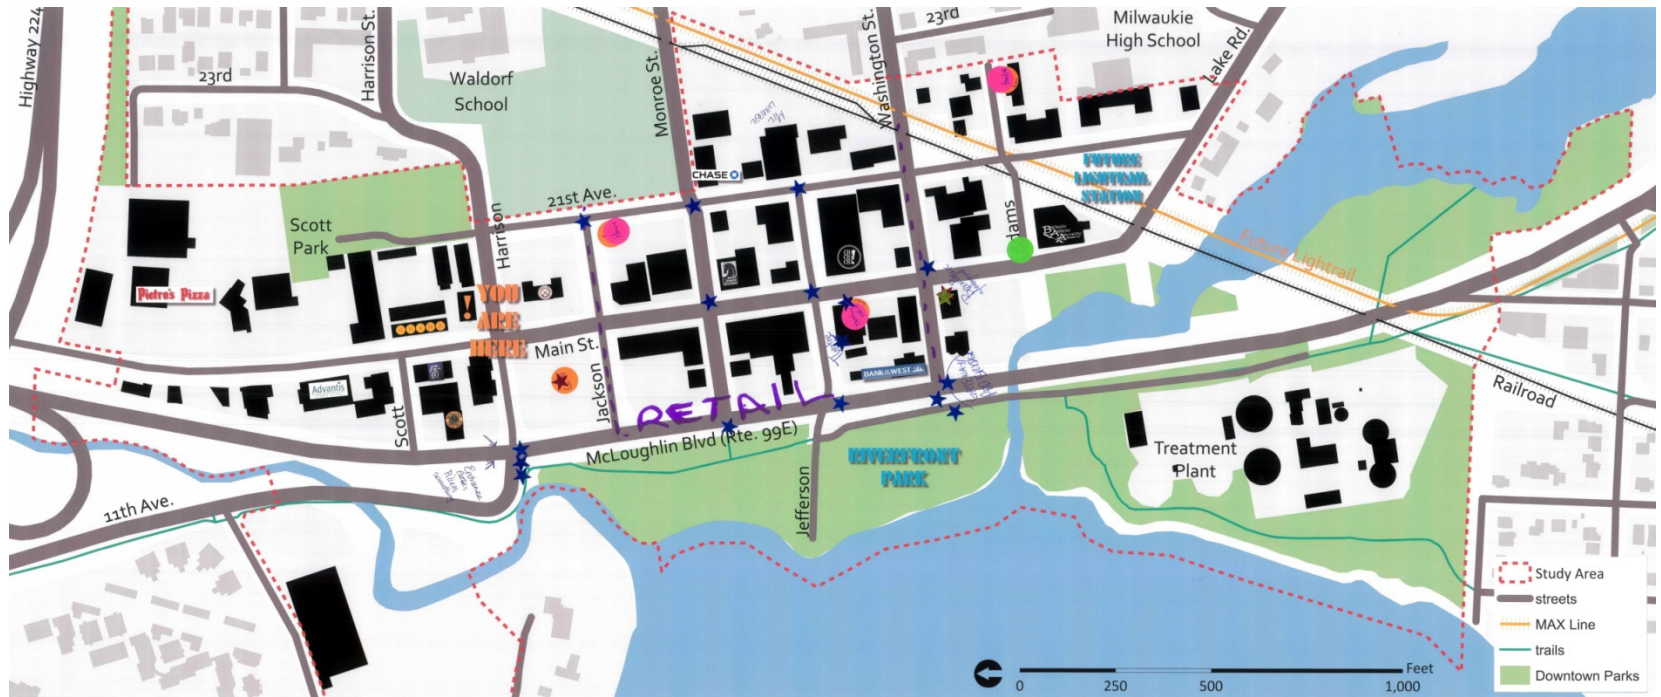 Highway 224
23rd
Harrison St.
Waldorf
School
Monroe St.
Washington St.
23rd
Milwaukie
High School
Lake Rd.
CHASE
FUTURE
LIGHTRAIL
STATION
21st Ave.
Scott
Park
Harrison
Pietro's Pizza
! YOU
ARE
HERE
Main St.
Future Lightrail
Advantis
Scott
Jackson
BANK OF THE WEST
RETAIL
McLoughlin Blvd (Rte. 99E)
RIVERFRONT
PARK
Jefferson
Treatment
Plant
Railroad
11th Ave.
Study Area
streets
MAX Line
trails
Downtown Parks
Feet
0 250 500 1,000